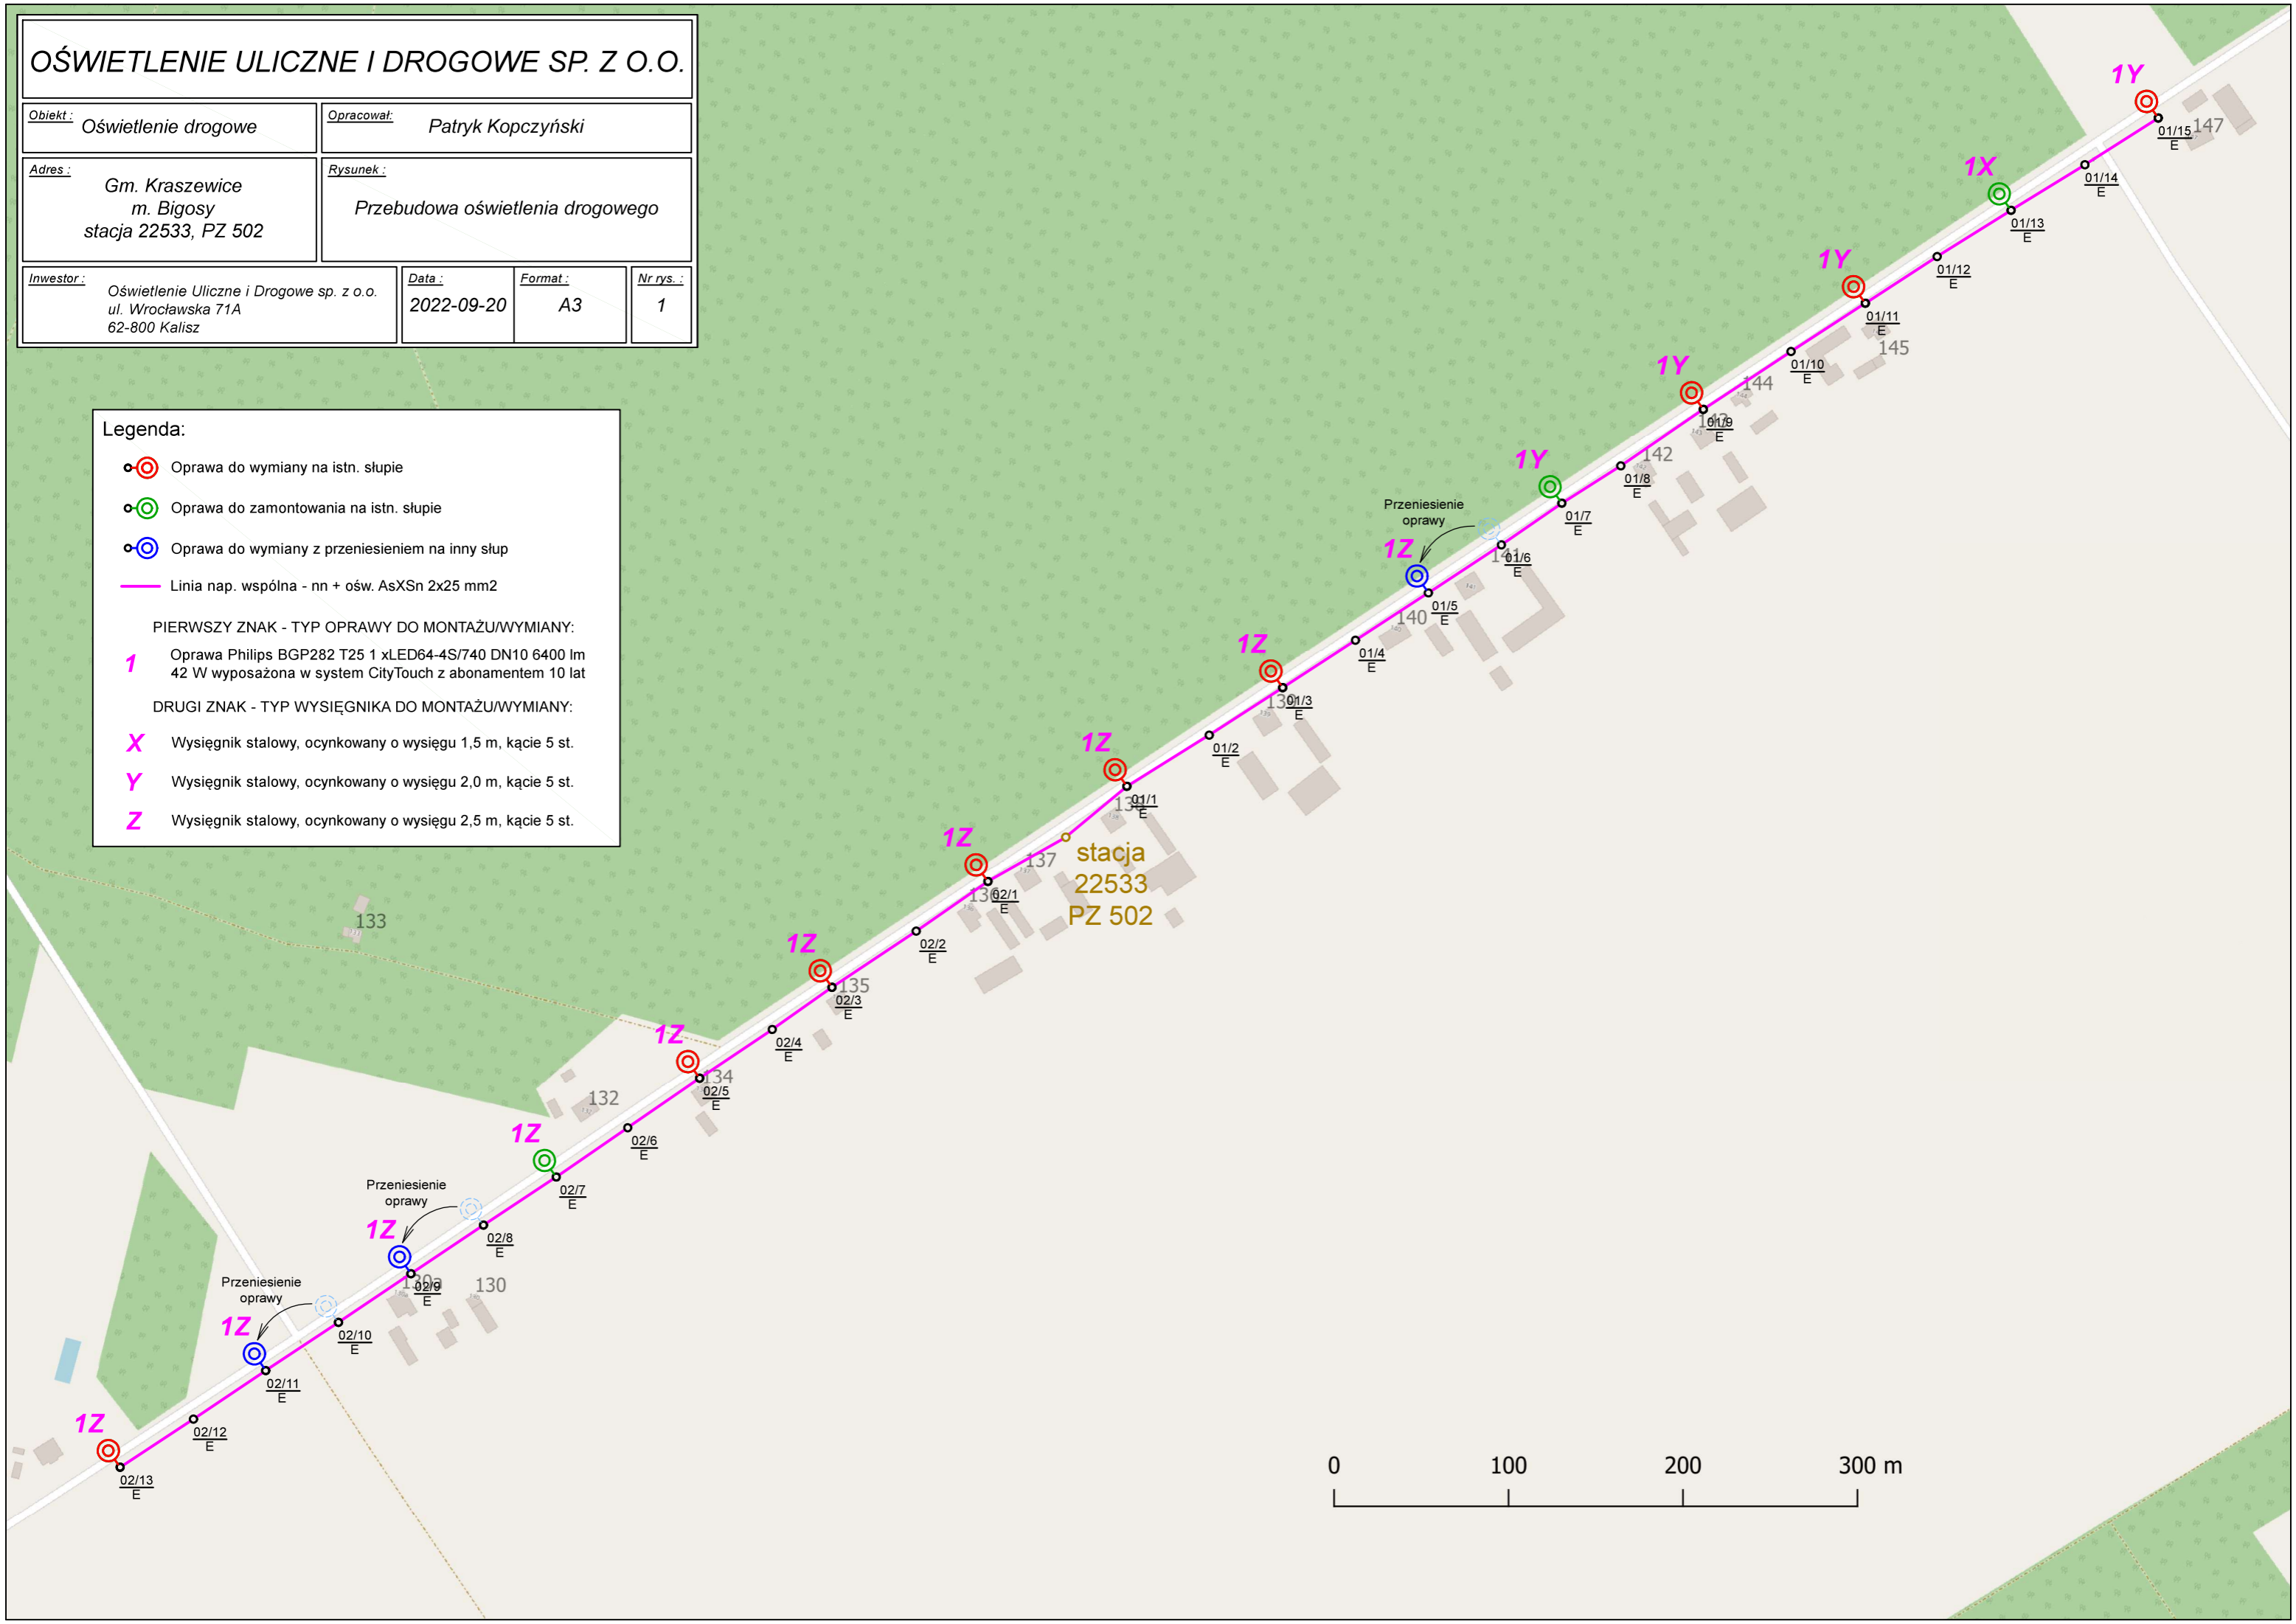 OŚWIETLENIE ULICZNE I DROGOWE SP. Z O.O.
Obiekt :
Oświetlenie drogowe
Opracował:
Patryk Kopczyński
Adres :
Gm. Kraszewice
m. Bigosy
stacja 22533, PZ 502
Rysunek :
Przebudowa oświetlenia drogowego
Inwestor :
Oświetlenie Uliczne i Drogowe sp. z o.o.
ul. Wrocławska 71A
62-800 Kalisz
Data :
2022-09-20
Format :
A3
Nr rys. :
1
Legenda:
Oprawa do wymiany na istn. słupie
Oprawa do zamontowania na istn. słupie
Oprawa do wymiany z przeniesieniem na inny słup
Linia nap. wspólna - nn + ośw. AsXSn 2x25 mm2
PIERWSZY ZNAK - TYP OPRAWY DO MONTAŻU/WYMIANY:
1 Oprawa Philips BGP282 T25 1 xLED64-4S/740 DN10 6400 lm
42 W wyposażona w system CityTouch z abonamentem 10 lat
DRUGI ZNAK - TYP WYSIĘGNIKA DO MONTAŻU/WYMIANY:
X Wysięgnik stalowy, ocynkowany o wysięgu 1,5 m, kącie 5 st.
Y Wysięgnik stalowy, ocynkowany o wysięgu 2,0 m, kącie 5 st.
Z Wysięgnik stalowy, ocynkowany o wysięgu 2,5 m, kącie 5 st.
1Y
01/15
E
147
01/14
E
1X
01/13
E
01/12
E
1Y
01/11
E
145
01/10
E
144
1Y
01/9
E
143
142
01/8
E
1Y
01/7
E
Przeniesienie
oprawy
141
01/6
E
1Z
01/5
E
140
01/4
E
1Z
139
01/3
E
01/2
E
1Z
138
01/1
E
stacja
22533
PZ 502
137
1Z
136
02/1
E
02/2
E
1Z
135
02/3
E
02/4
E
133
1Z
134
02/5
E
132
02/6
E
1Z
02/7
E
Przeniesienie
oprawy
02/8
E
1Z
130a
02/9
E
130
Przeniesienie
oprawy
02/10
E
1Z
02/11
E
02/12
E
1Z
02/13
E
0 100 200 300 m